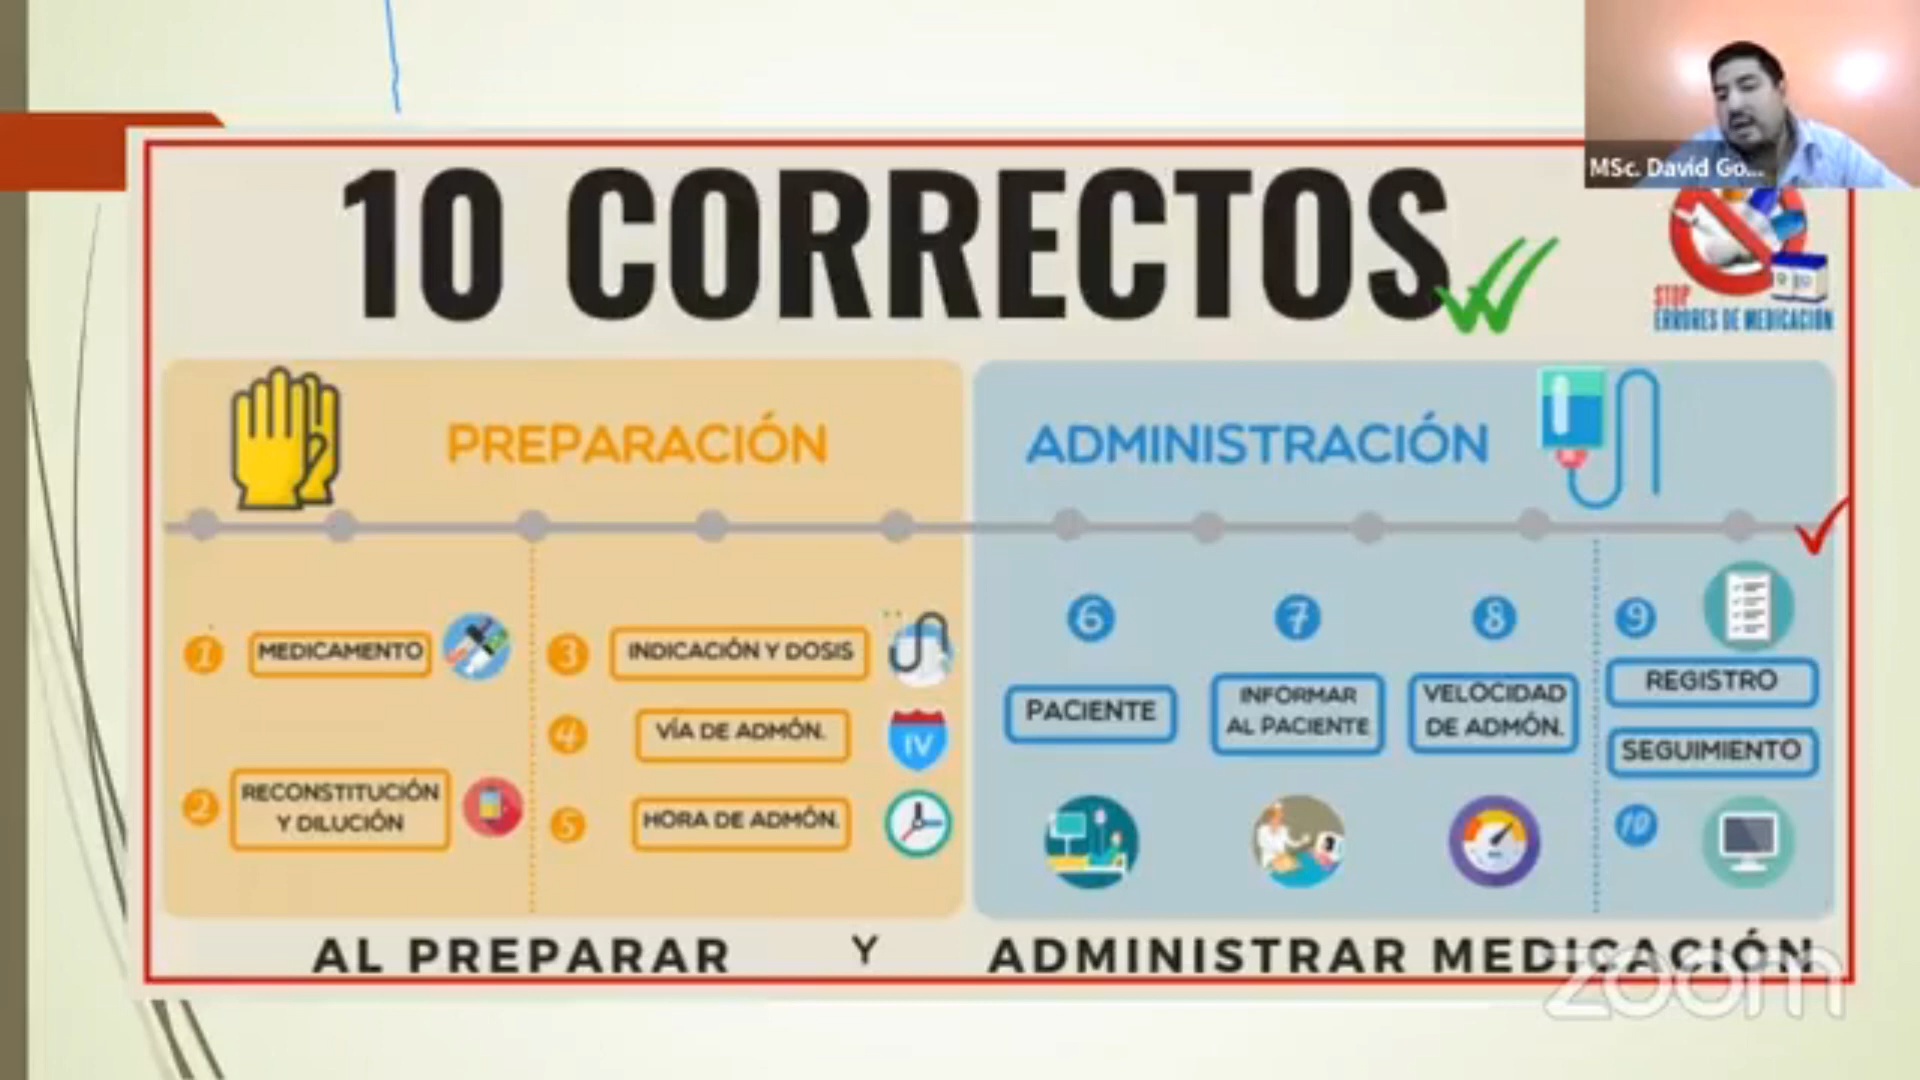 MSc. David Go...
10 CORRECTOS
STOP
ERRORES DE MEDICACIÓN
PREPARACIÓN
ADMINISTRACIÓN
1 MEDICAMENTO
2 RECONSTITUCIÓN
Y DILUCIÓN
3 INDICACIÓN Y DOSIS
4 VÍA DE ADMÓN.
IV
5 HORA DE ADMÓN.
6
PACIENTE
7
INFORMAR
AL PACIENTE
8
VELOCIDAD
DE ADMÓN.
9
REGISTRO
SEGUIMIENTO
10
AL PREPARAR Y ADMINISTRAR MEDICACIÓN
zoom